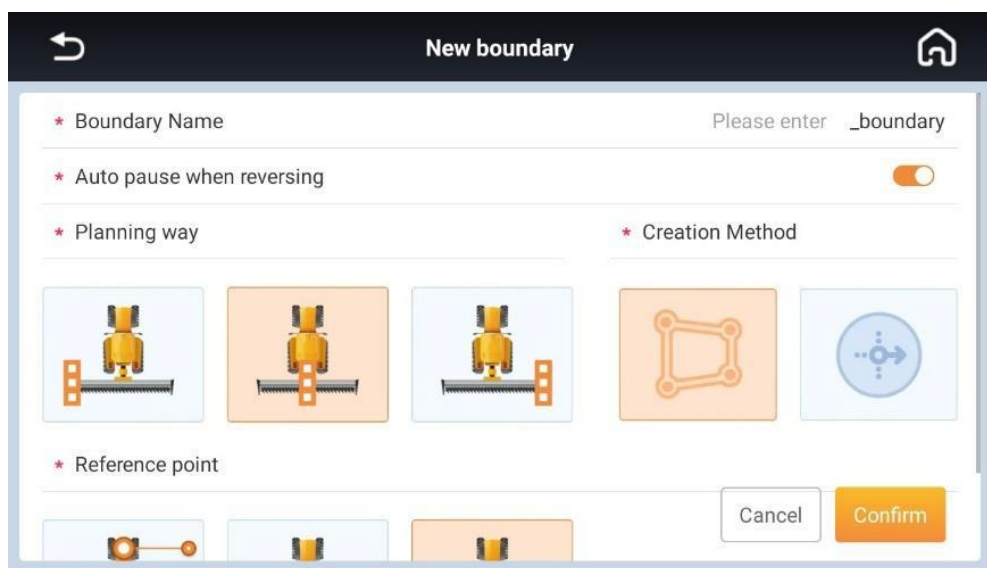 New boundary
* Boundary Name Please enter _boundary
* Auto pause when reversing
* Planning way * Creation Method
* Reference point
Cancel Confirm